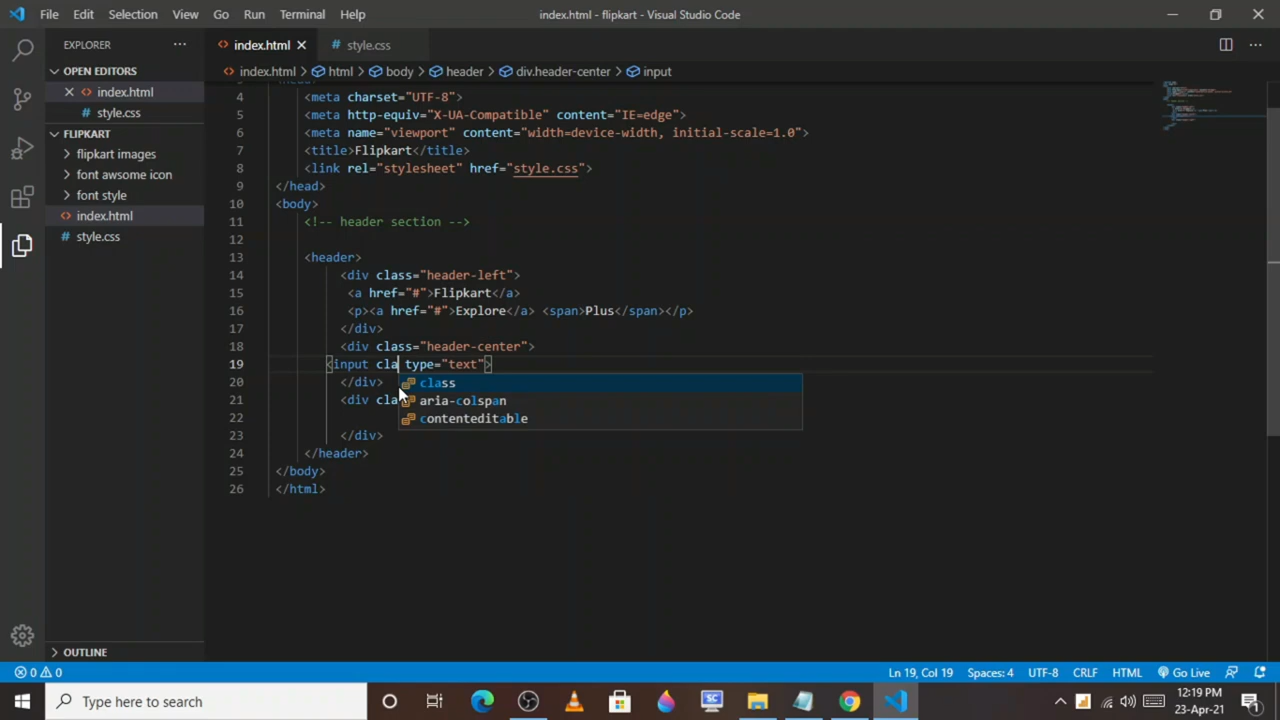 File Edit Selection View Go Run Terminal Help index.html - flipkart - Visual Studio Code
EXPLORER
OPEN EDITORS
index.html
style.css
FLIPKART
flipkart images
font awsome icon
font style
index.html
style.css
OUTLINE
index.html style.css
index.html > html > body > header > div.header-center > input
4 <meta charset="UTF-8">
5 <meta http-equiv="X-UA-Compatible" content="IE=edge">
6 <meta name="viewport" content="width=device-width, initial-scale=1.0">
7 <title>Flipkart</title>
8 <link rel="stylesheet" href="style.css">
9 </head>
10 <body>
11 <!-- header section -->
12
13 <header>
14 <div class="header-left">
15 <a href="#">Flipkart</a>
16 <p><a href="#">Explore</a> <span>Plus</span></p>
17 </div>
18 <div class="header-center">
19 <input cla type="text">
20 </div>
21 <div cla
22
23 </div>
24 </header>
25 </body>
26 </html>
class
aria-colspan
contenteditable
0 0 Ln 19, Col 19 Spaces: 4 UTF-8 CRLF HTML Go Live
Type here to search
12:19 PM
23-Apr-21